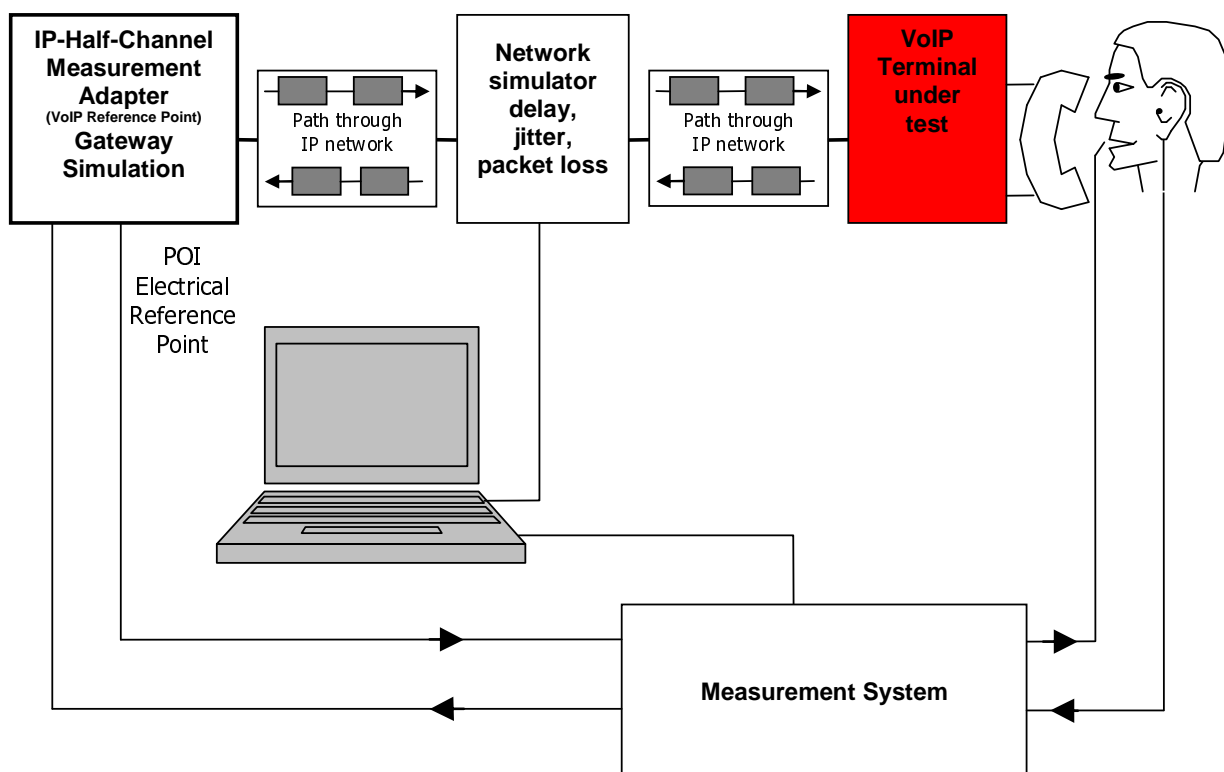 IP-Half-Channel
Measurement
Adapter
(VoIP Reference Point)
Gateway
Simulation
Path through
IP network
Network
simulator
delay,
jitter,
packet loss
Path through
IP network
VoIP
Terminal
under
test
POI
Electrical
Reference
Point
Measurement System